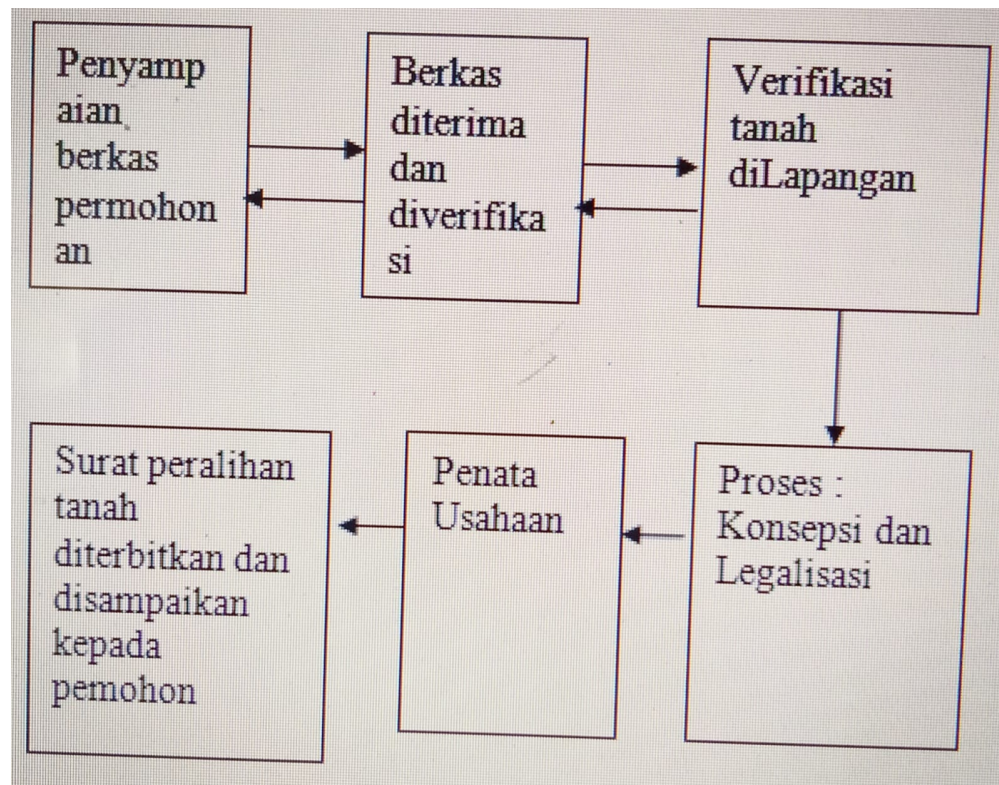 Penyamp
aian
berkas
permohon
an
Berkas
diterima
dan
diverifika
si
Verifikasi
tanah
diLapangan
Surat peralihan
tanah
diterbitkan dan
disampaikan
kepada
pemohon
Penata
Usahaan
Proses :
Konsepsi dan
Legalisasi